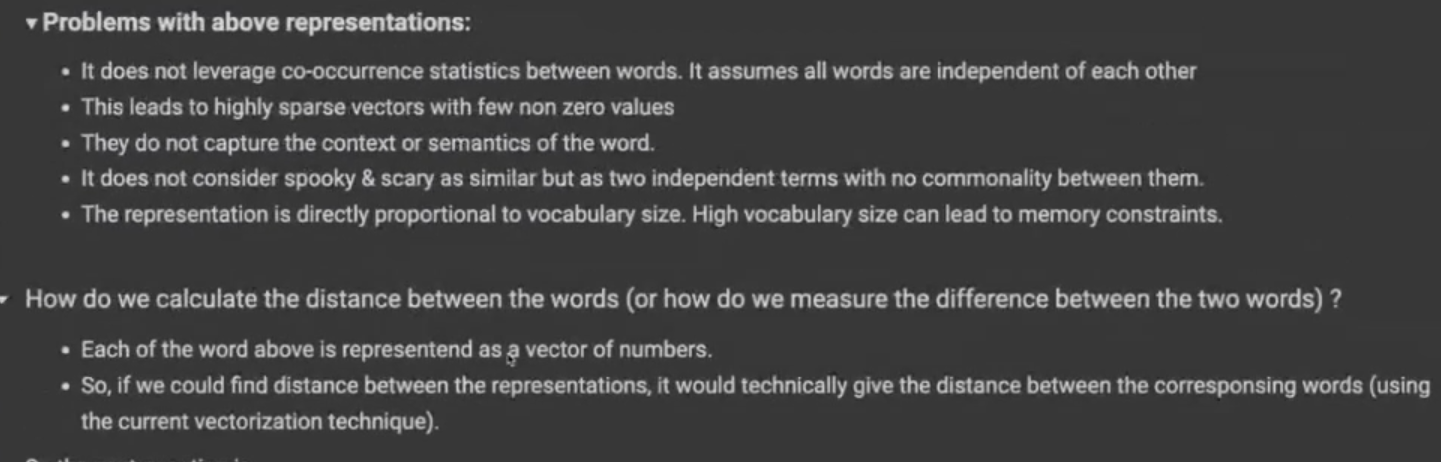 ▾ Problems with above representations:
• It does not leverage co-occurrence statistics between words. It assumes all words are independent of each other
• This leads to highly sparse vectors with few non zero values
• They do not capture the context or semantics of the word.
• It does not consider spooky & scary as similar but as two independent terms with no commonality between them.
• The representation is directly proportional to vocabulary size. High vocabulary size can lead to memory constraints.
How do we calculate the distance between the words (or how do we measure the difference between the two words) ?
• Each of the word above is representend as a vector of numbers.
• So, if we could find distance between the representations, it would technically give the distance between the corresponsing words (using
the current vectorization technique).